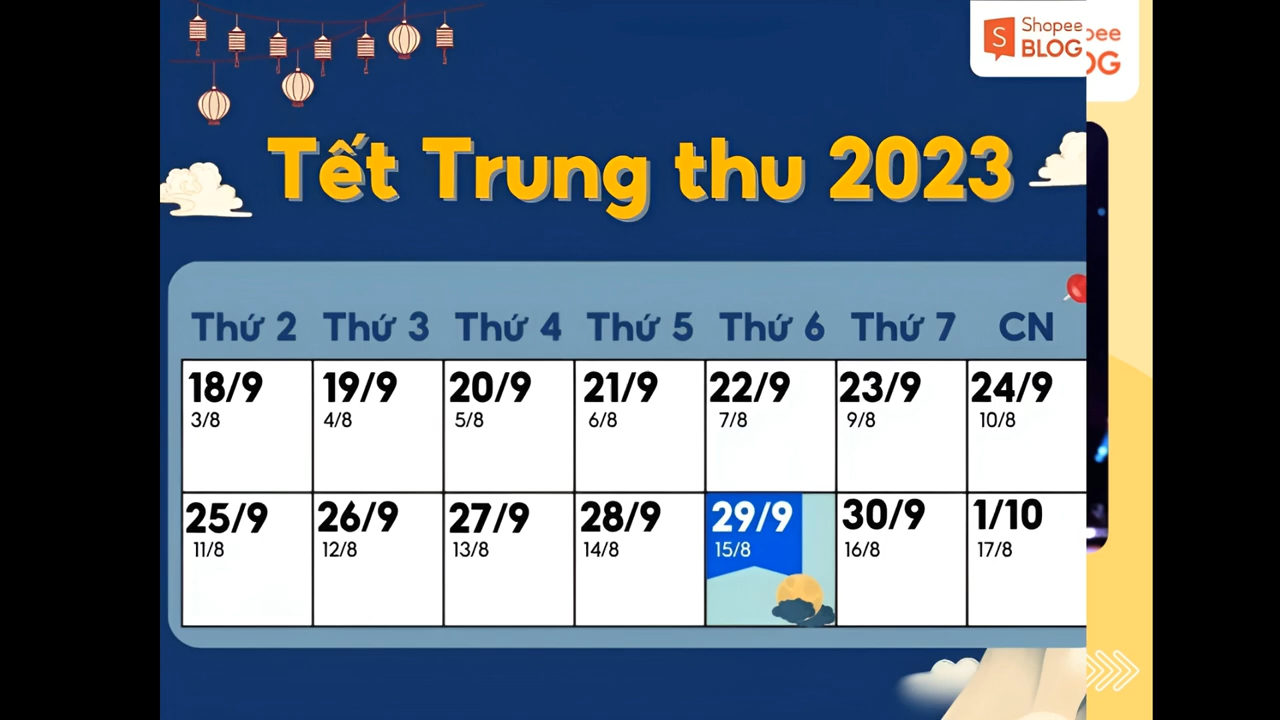 Shopee
BLOG
pee
OG
Tết Trung thu 2023
Thứ 2 Thứ 3 Thứ 4 Thứ 5 Thứ 6 Thứ 7 CN
18/9 19/9 20/9 21/9 22/9 23/9 24/9
3/8 4/8 5/8 6/8 7/8 9/8 10/8
25/9 26/9 27/9 28/9 29/9 30/9 1/10
11/8 12/8 13/8 14/8 15/8 16/8 17/8